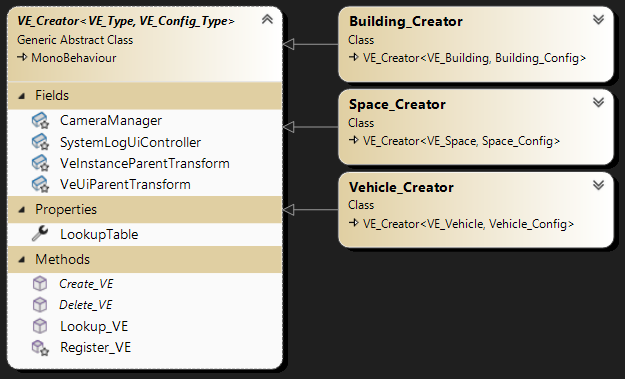 VE_Creator<VE_Type, VE_Config_Type>
Generic Abstract Class
MonoBehaviour
Fields
CameraManager
SystemLogUiController
VeInstanceParentTransform
VeUiParentTransform
Properties
LookupTable
Methods
Create_VE
Delete_VE
Lookup_VE
Register_VE
Building_Creator
Class
VE_Creator<VE_Building, Building_Config>
Space_Creator
Class
VE_Creator<VE_Space, Space_Config>
Vehicle_Creator
Class
VE_Creator<VE_Vehicle, Vehicle_Config>